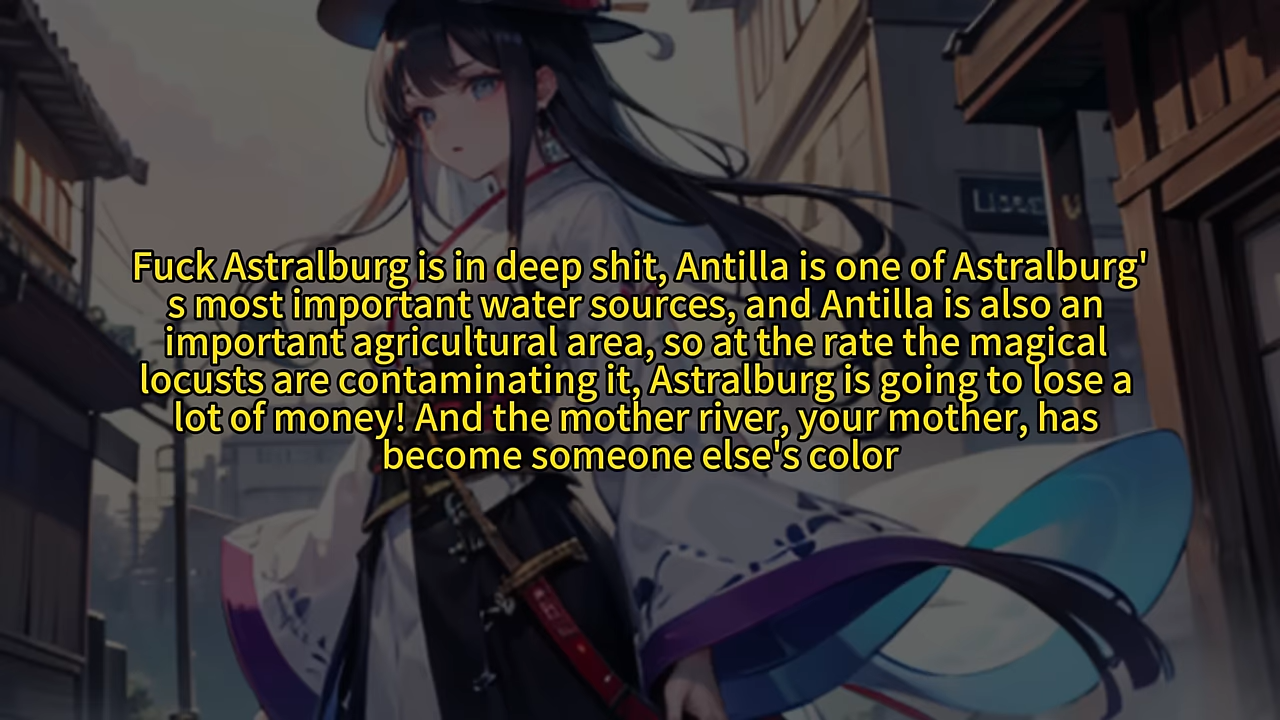 Fuck Astralburg is in deep shit, Antilla is one of Astralburg'
s most important water sources, and Antilla is also an
important agricultural area, so at the rate the magical
locusts are contaminating it, Astralburg is going to lose a
lot of money! And the mother river, your mother, has
become someone else's color